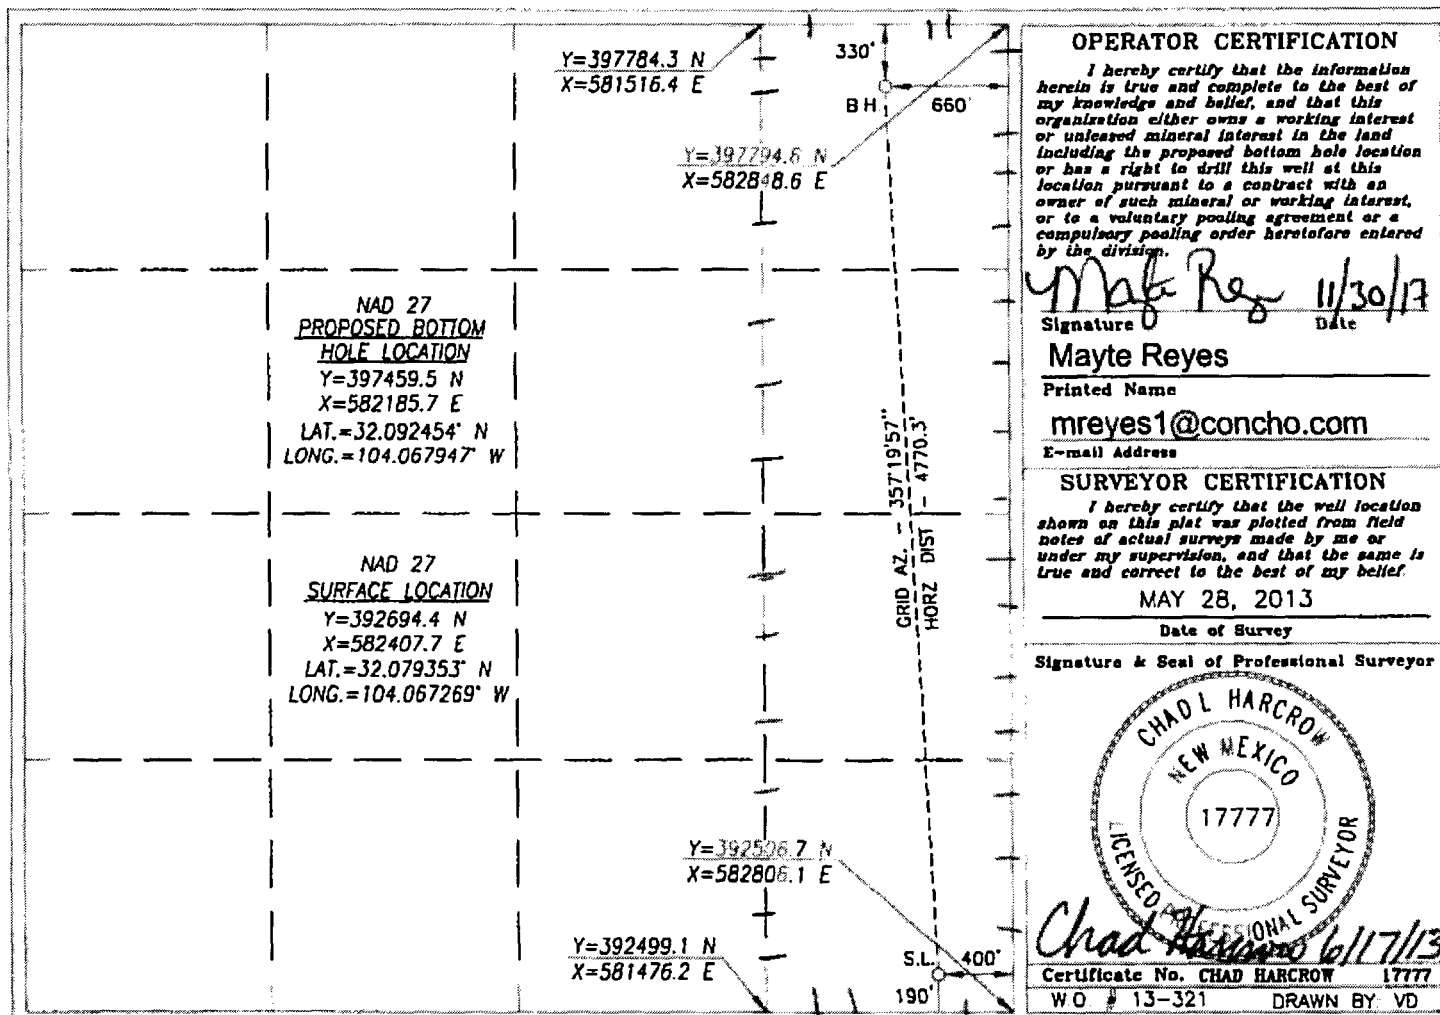 Y=397784.3 N
X=581516.4 E
330'
B.H.
660'
Y=397794.6 N
X=582848.6 E
NAD 27
PROPOSED BOTTOM
HOLE LOCATION
Y=397459.5 N
X=582185.7 E
LAT.=32.092454° N
LONG.=104.067947° W
GRID AZ. - 357°19'57"
HORZ DIST - 4770.3'
NAD 27
SURFACE LOCATION
Y=392694.4 N
X=582407.7 E
LAT.=32.079353° N
LONG.=104.067269° W
Y=392506.7 N
X=582806.1 E
Y=392499.1 N
X=581476.2 E
S.L.
400'
190'
OPERATOR CERTIFICATION
I hereby certify that the information
herein is true and complete to the best of
my knowledge and belief, and that this
organization either owns a working interest
or unleased mineral interest in the land
including the proposed bottom hole location
or has a right to drill this well at this
location pursuant to a contract with an
owner of such mineral or working interest,
or to a voluntary pooling agreement or a
compulsory pooling order heretofore entered
by the division.
11/30/17
Signature Date
Mayte Reyes
Printed Name
mreyes1@concho.com
E-mail Address
SURVEYOR CERTIFICATION
I hereby certify that the well location
shown on this plat was plotted from field
notes of actual surveys made by me or
under my supervision, and that the same is
true and correct to the best of my belief.
MAY 28, 2013
Date of Survey
Signature & Seal of Professional Surveyor
CHAD L HARCROW
NEW MEXICO
17777
LICENSED PROFESSIONAL SURVEYOR
Chad Harcrow 6/17/13
Certificate No. CHAD HARCROW 17777
W.O. # 13-321 DRAWN BY: VD